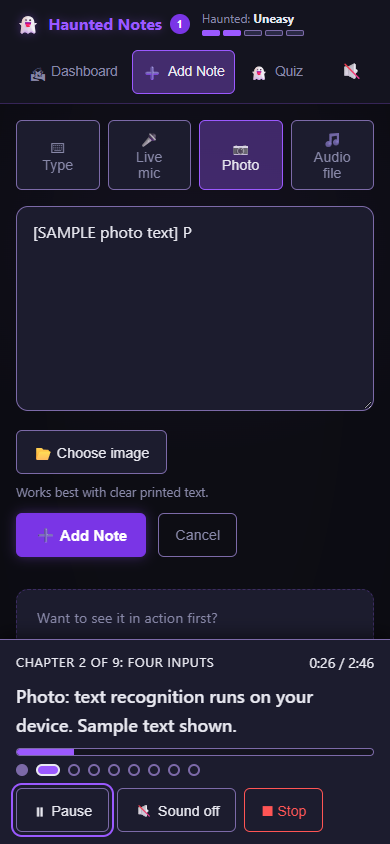 Haunted Notes 1
Haunted: Uneasy
Dashboard
Add Note
Quiz
Type
Live mic
Photo
Audio file
[SAMPLE photo text] P
Choose image
Works best with clear printed text.
Add Note
Cancel
Want to see it in action first?
CHAPTER 2 OF 9: FOUR INPUTS
0:26 / 2:46
Photo: text recognition runs on your
device. Sample text shown.
Pause
Sound off
Stop